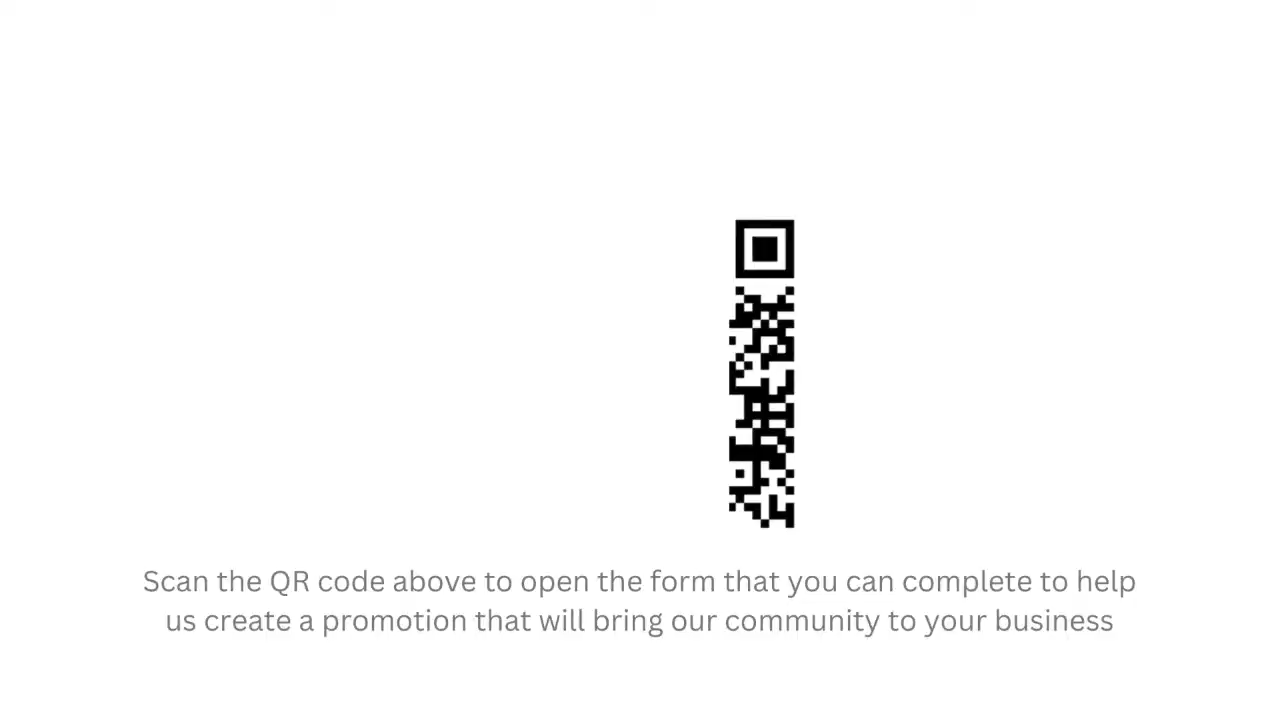 Scan the QR code above to open the form that you can complete to help
us create a promotion that will bring our community to your business